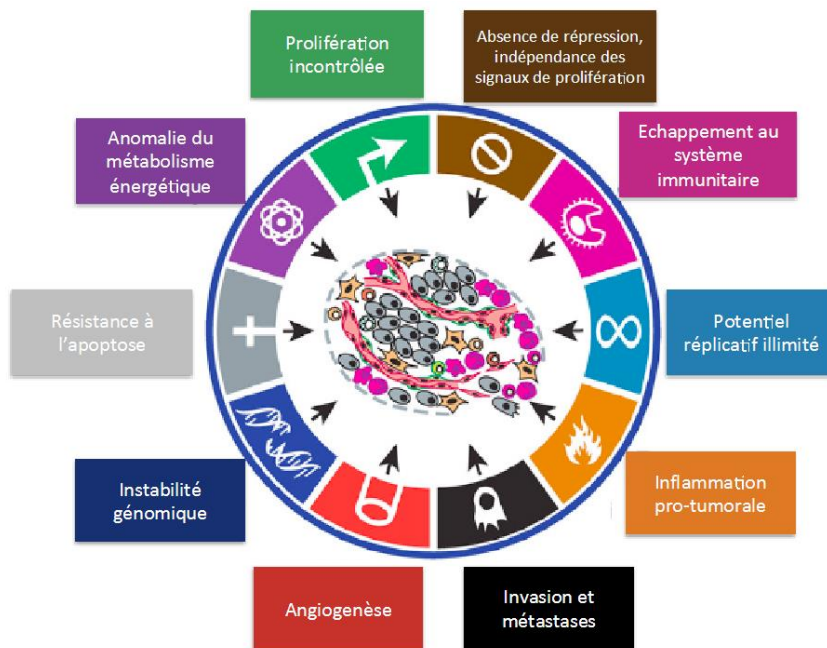 Prolifération
incontrôlée
Absence de répression,
indépendance des
signaux de prolifération
Anomalie du
métabolisme
énergétique
Echappement au
système
immunitaire
Résistance à
l'apoptose
Potentiel
réplicatif illimité
Instabilité
génomique
Inflammation
pro-tumorale
Angiogenèse
Invasion et
métastases